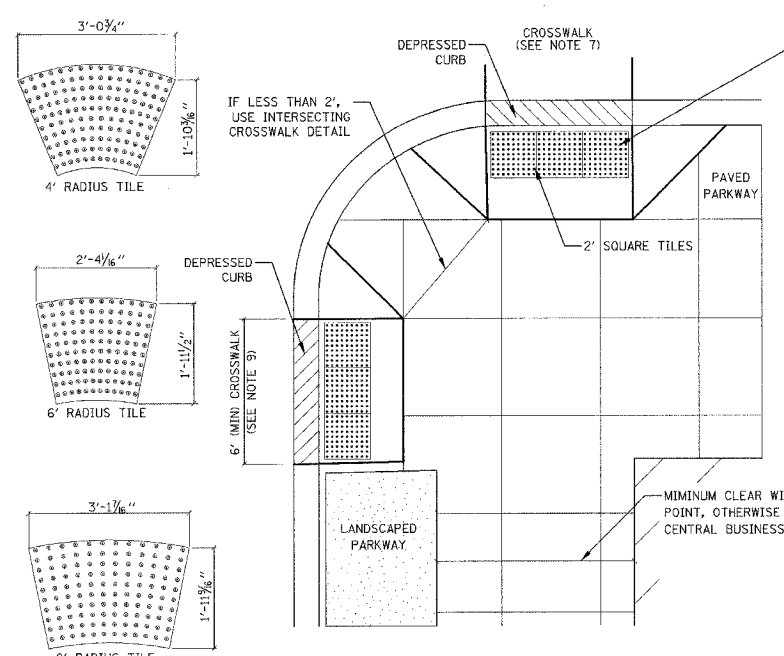 3'-0¾"
1'-10³⁄₁₆"
4' RADIUS TILE
2'-4¹⁄₁₆"
1'-11½"
6' RADIUS TILE
3'-1⁷⁄₁₆"
1'-11⁹⁄₁₆"
RADIUS TILE
CROSSWALK
(SEE NOTE 7)
DEPRESSED
CURB
IF LESS THAN 2',
USE INTERSECTING
CROSSWALK DETAIL
PAVED
PARKWAY
2' SQUARE TILES
DEPRESSED
CURB
6' (MIN) CROSSWALK
(SEE NOTE 9)
LANDSCAPED
PARKWAY
MIMINUM CLEAR WI
POINT, OTHERWISE
CENTRAL BUSINESS